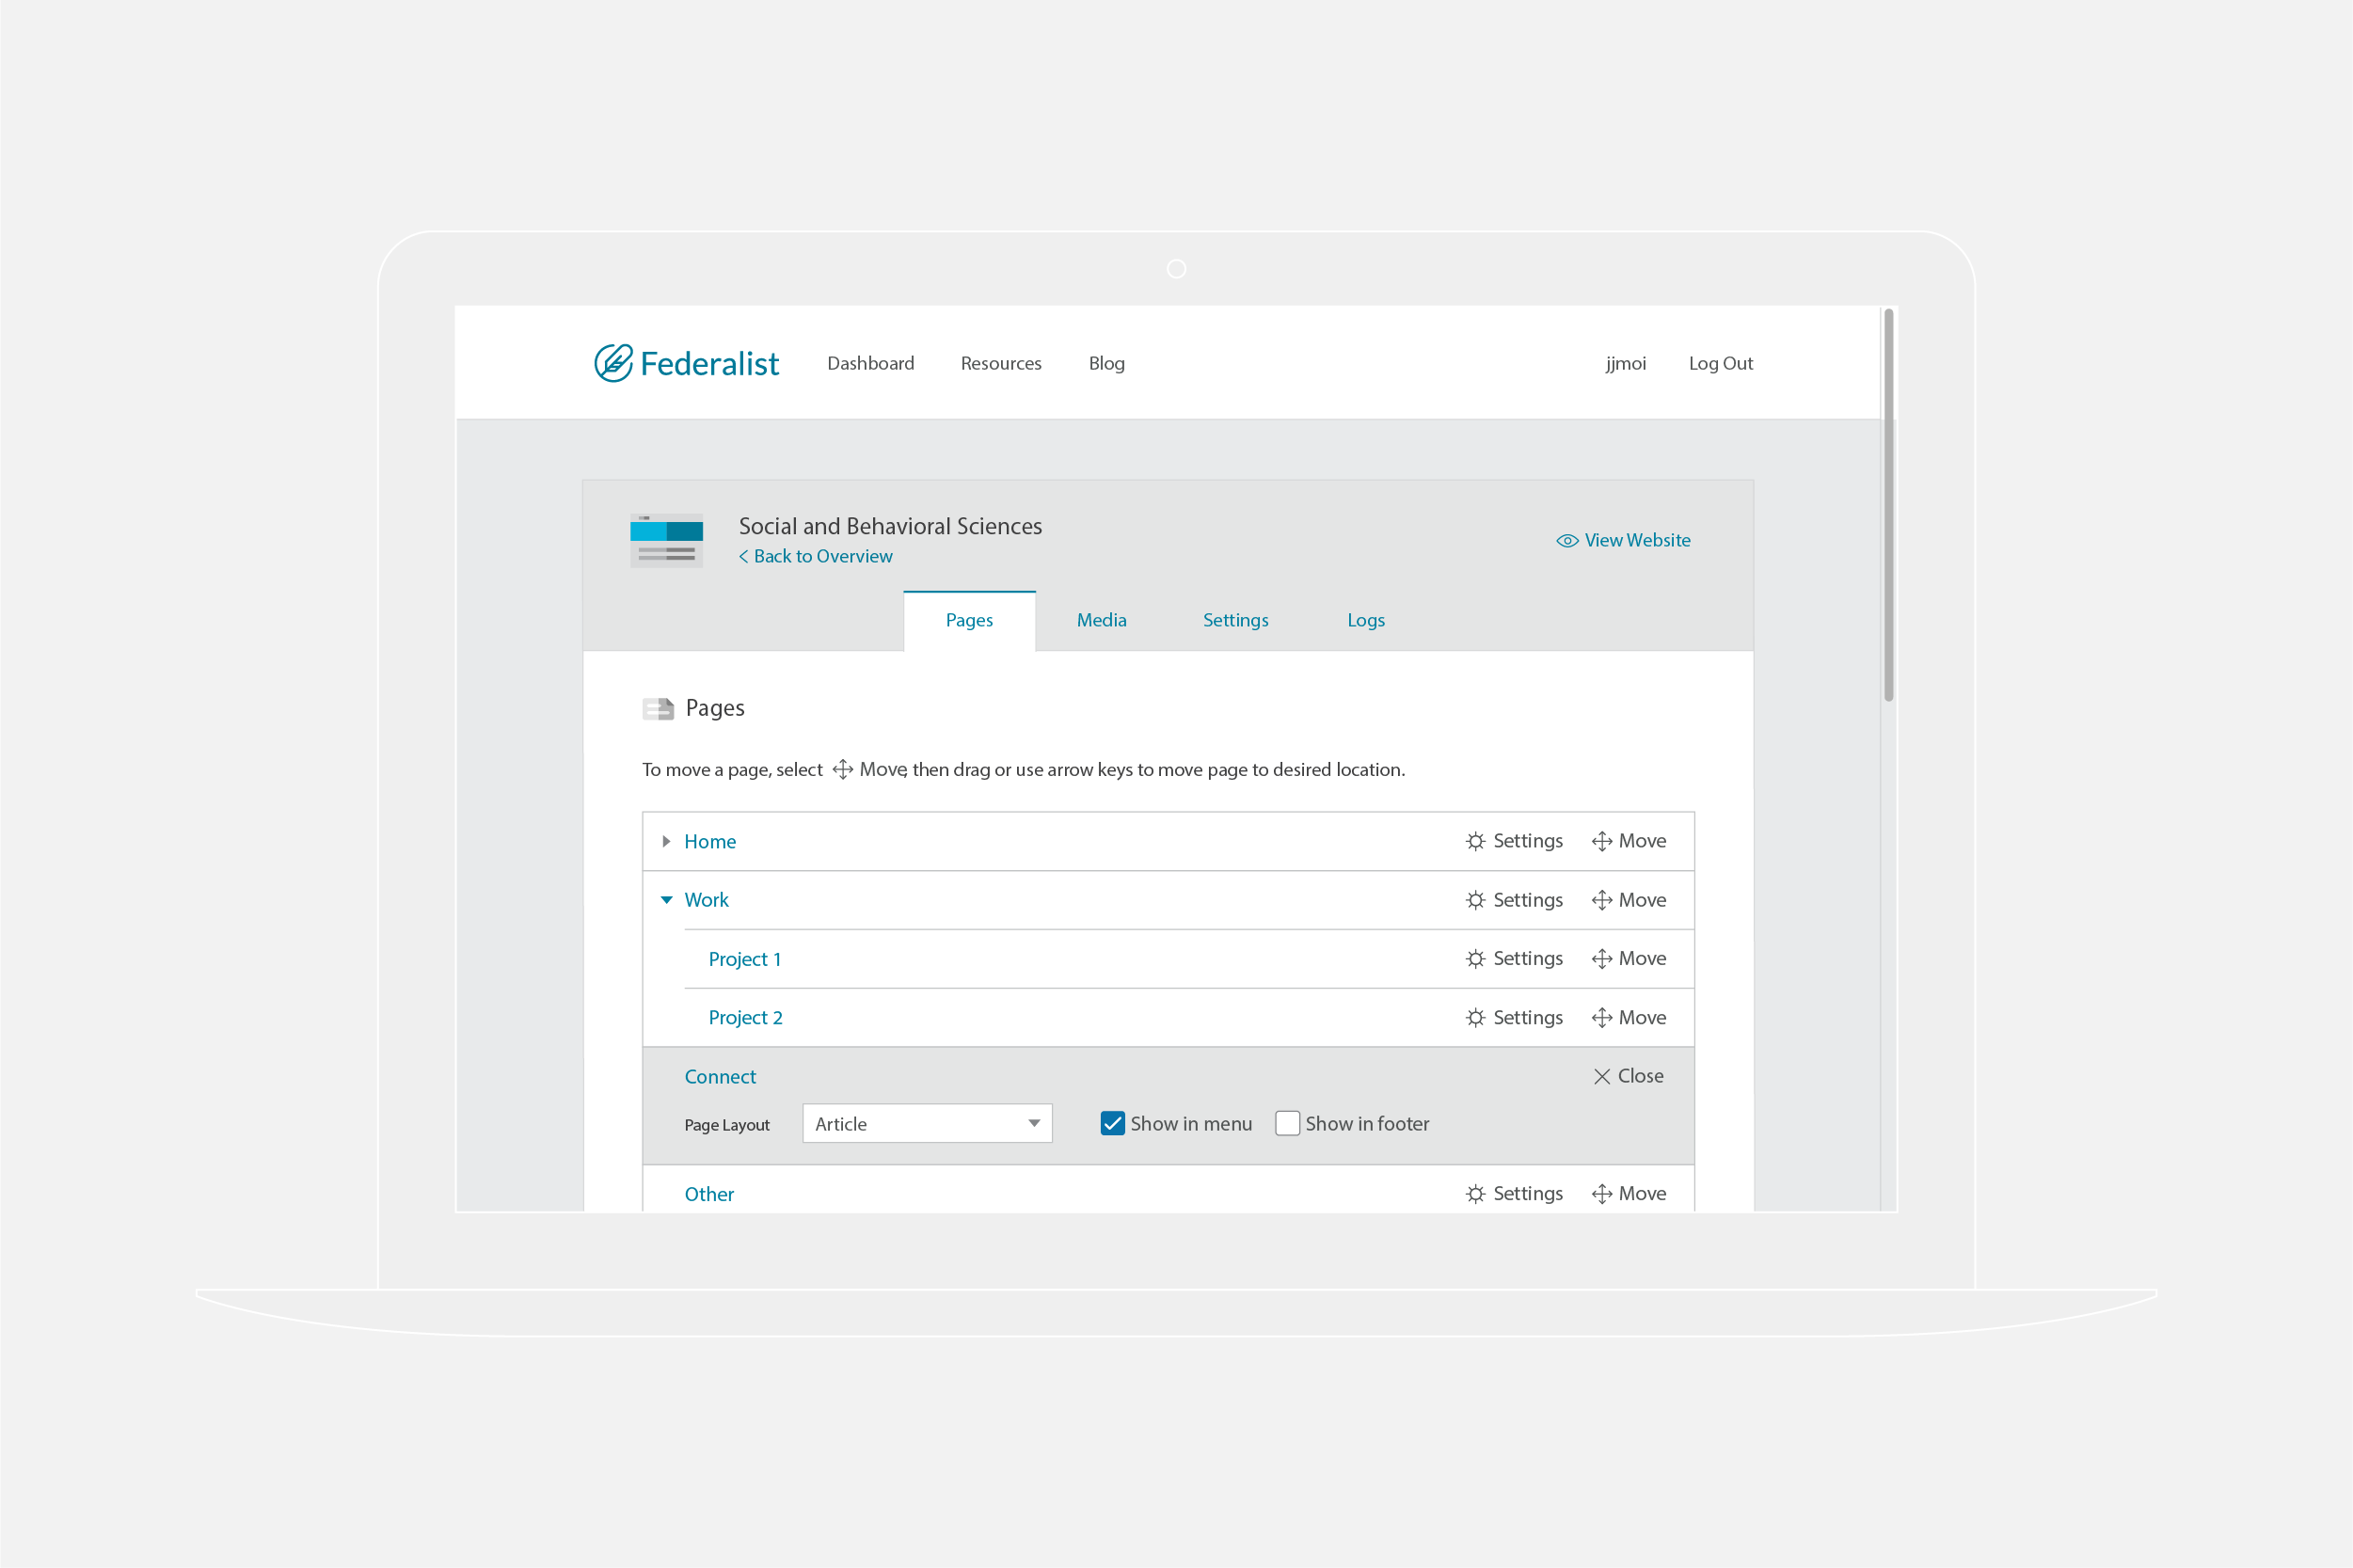 Federalist Dashboard Resources Blog jjmoi Log Out
Social and Behavioral Sciences
< Back to Overview
View Website
Pages Media Settings Logs
Pages
To move a page, select Move, then drag or use arrow keys to move page to desired location.
Home Settings Move
Work Settings Move
Project 1 Settings Move
Project 2 Settings Move
Connect Close
Page Layout Article Show in menu Show in footer
Other Settings Move